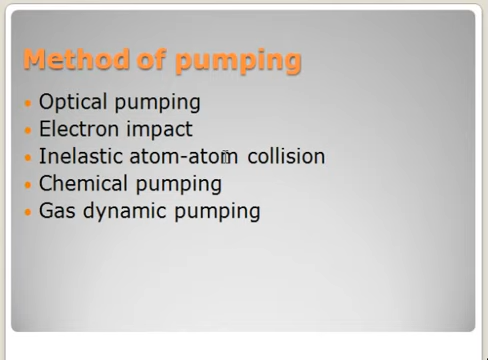 Method of pumping
Optical pumping
Electron impact
Inelastic atom-atom collision
Chemical pumping
Gas dynamic pumping